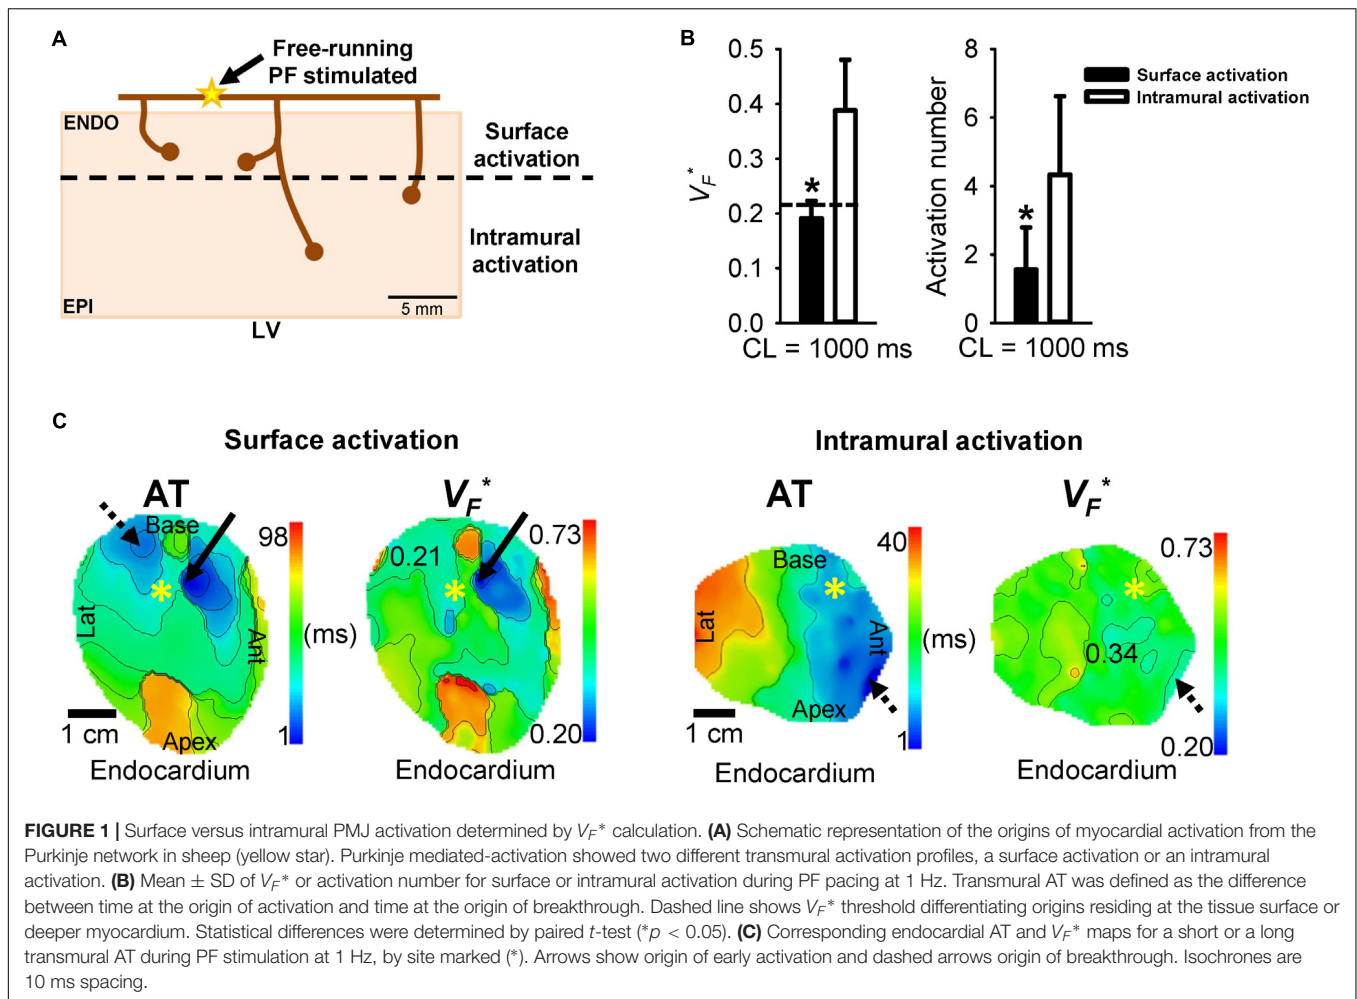 A
Free-running
PF stimulated
ENDO
Surface
activation
Intramural
activation
EPI
5 mm
LV
B
0.5
0.4
0.3
0.2
0.1
0.0
V_F*
*
CL = 1000 ms
8
6
4
2
0
Activation number
*
CL = 1000 ms
Surface activation
Intramural activation
C
Surface activation
AT
Base
Lat
Ant
Apex
*
98
(ms)
1
1 cm
Endocardium
V_F*
0.21
*
0.73
0.20
Endocardium
Intramural activation
AT
Base
Lat
Ant
Apex
*
40
(ms)
1
1 cm
Endocardium
V_F*
*
0.34
0.73
0.20
Endocardium
FIGURE 1 | Surface versus intramural PMJ activation determined by V_F* calculation. (A) Schematic representation of the origins of myocardial activation from the
Purkinje network in sheep (yellow star). Purkinje mediated-activation showed two different transmural activation profiles, a surface activation or an intramural
activation. (B) Mean ± SD of V_F* or activation number for surface or intramural activation during PF pacing at 1 Hz. Transmural AT was defined as the difference
between time at the origin of activation and time at the origin of breakthrough. Dashed line shows V_F* threshold differentiating origins residing at the tissue surface or
deeper myocardium. Statistical differences were determined by paired t-test (*p < 0.05). (C) Corresponding endocardial AT and V_F* maps for a short or a long
transmural AT during PF stimulation at 1 Hz, by site marked (*). Arrows show origin of early activation and dashed arrows origin of breakthrough. Isochrones are
10 ms spacing.